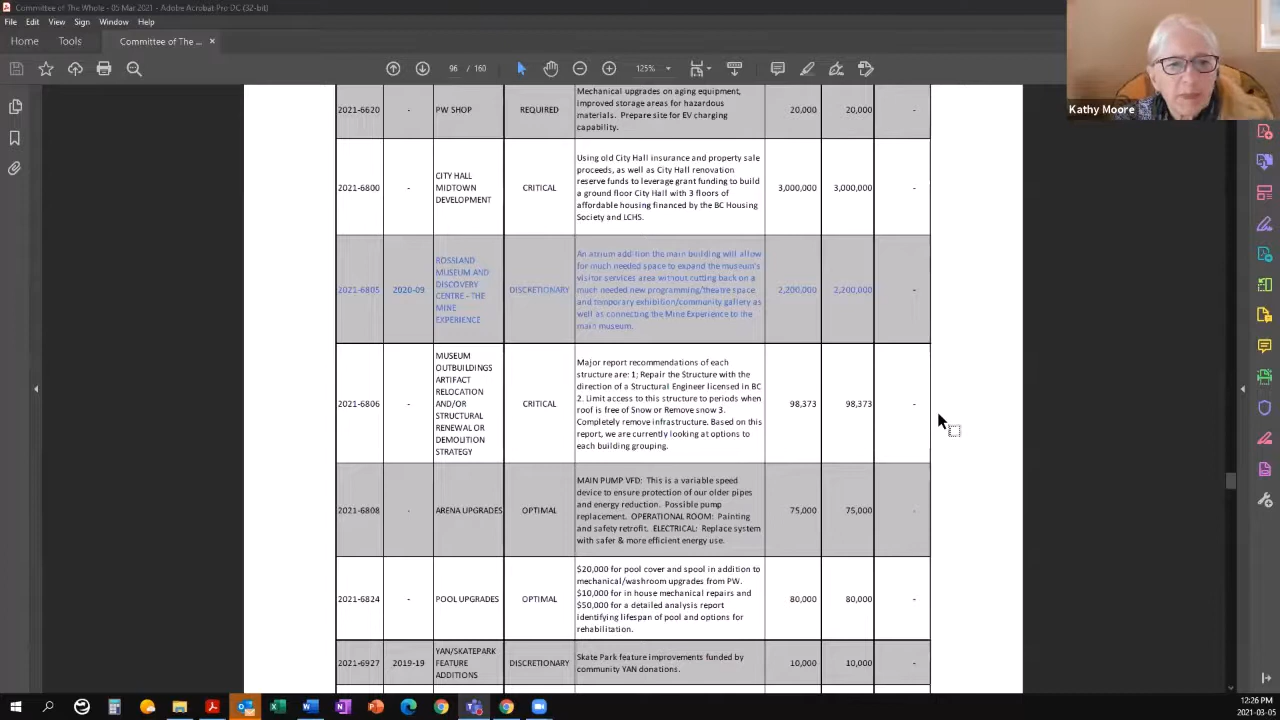 Committee of The Whole - 05 Mar 2021 - Adobe Acrobat Pro DC (32-bit)
File Edit View Sign Window Help
Home Tools Committee of The ... ×
96 / 160 125%
Kathy Moore
2021-6620 - PW SHOP REQUIRED
Mechanical upgrades on aging equipment,
Improved storage areas for hazardous
materials. Prepare site for EV charging
capability.
20,000 20,000 -
2021-6800 -
CITY HALL
MIDTOWN
DEVELOPMENT
CRITICAL
Using old City Hall insurance and property sale
proceeds, as well as City Hall renovation
reserve funds to leverage grant funding to build
a ground floor City Hall with 3 floors of
affordable housing financed by the BC Housing
Society and LCHS.
3,000,000 3,000,000 -
2021-6805 2020-09
ROSSLAND
MUSEUM AND
DISCOVERY
CENTRE - THE
MINE
EXPERIENCE
DISCRETIONARY
An atrium addition the main building will allow
for much needed space to expand the museum's
visitor services area without cutting back on a
much needed new programming/theatre space
and temporary exhibition/community gallery as
well as connecting the Mine Experience to the
main museum.
2,200,000 2,200,000 -
2021-6806 -
MUSEUM
OUTBUILDINGS
ARTIFACT
RELOCATION
AND/OR
STRUCTURAL
RENEWAL OR
DEMOLITION
STRATEGY
CRITICAL
Major report recommendations of each
structure are: 1; Repair the Structure with the
direction of a Structural Engineer licensed in BC
2. Limit access to this structure to periods when
roof is free of Snow or Remove snow 3.
Completely remove infrastructure. Based on this
report, we are currently looking at options to
each building grouping.
98,373 98,373 -
2021-6808 - ARENA UPGRADES OPTIMAL
MAIN PUMP VFD: This is a variable speed
device to ensure protection of our older pipes
and energy reduction. Possible pump
replacement. OPERATIONAL ROOM: Painting
and safety retrofit. ELECTRICAL: Replace system
with safer & more efficient energy use.
75,000 75,000 -
2021-6824 - POOL UPGRADES OPTIMAL
$20,000 for pool cover and spool in addition to
mechanical/washroom upgrades from PW.
$10,000 for in house mechanical repairs and
$50,000 for a detailed analysis report
identifying lifespan of pool and options for
rehabilitation.
80,000 80,000 -
2021-6927 2019-19
YAN/SKATEPARK
FEATURE
ADDITIONS
DISCRETIONARY
Skate Park feature improvements funded by
community YAN donations.
10,000 10,000 -
12:26 PM
2021-03-05